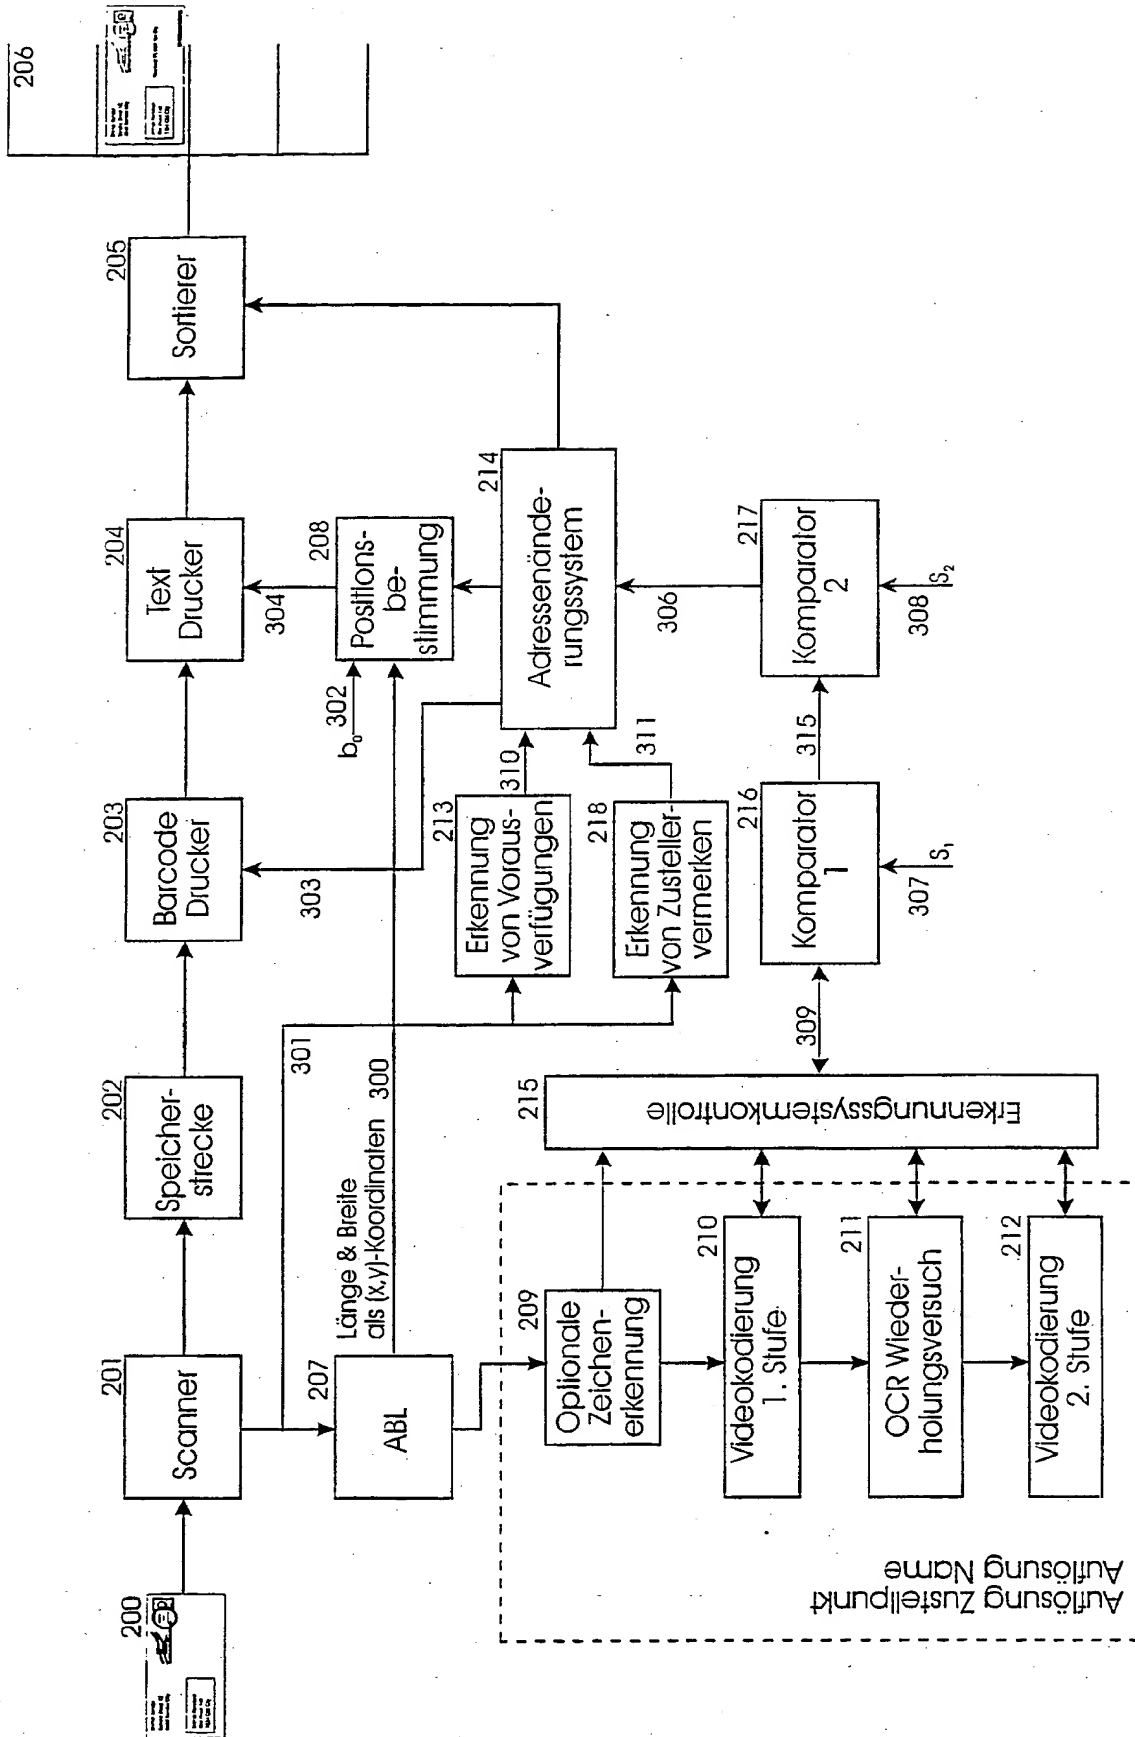 200
201
Scanner
202
Speicher-
strecke
203
Barcode
Drucker
204
Text
Drucker
205
Sortierer
206
207
ABL
Länge & Breite
als (x,y)-Koordinaten 300
301
303
b₀ 302
304
208
Positions-
be-
stimmung
213
Erkennung
von Voraus-
verfügungen
310
218
Erkennung
von Zusteller-
vermerken
311
214
Adressenände-
rungssystem
306
209
Optionale
Zeichen-
erkennung
210
Videokodierung
1. Stufe
211
OCR Wieder-
holungsversuch
212
Videokodierung
2. Stufe
215
Erkennungssystemkontrolle
309
216
Komparator
1
307
S₁
315
217
Komparator
2
308
S₂
Auflösung Zustellpunkt
Auflösung Name